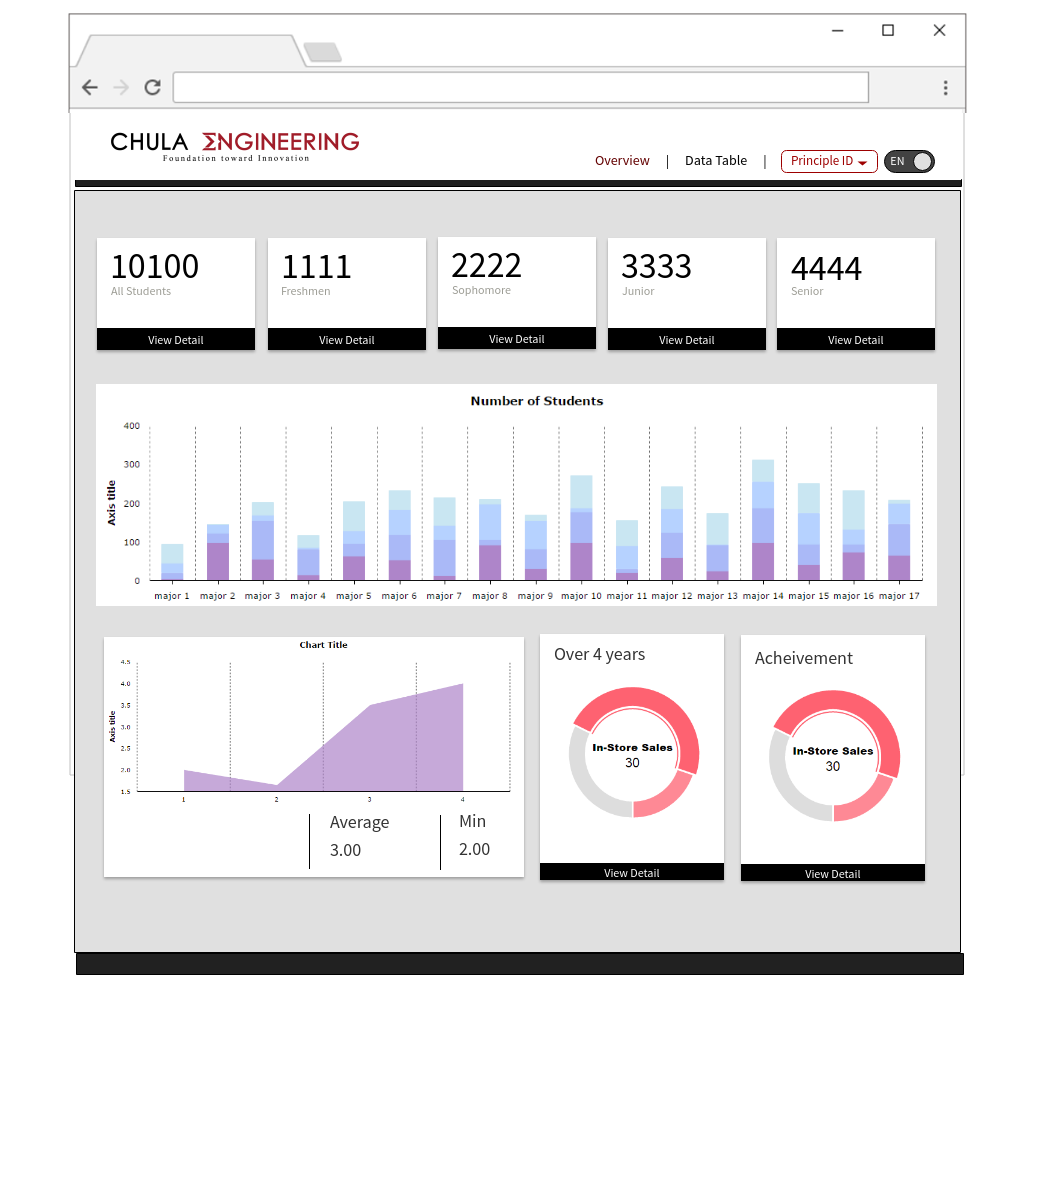 CHULA ΣNGINEERING
Foundation toward Innovation
Overview | Data Table | Principle ID EN
10100
All Students
View Detail
1111
Freshmen
View Detail
2222
Sophomore
View Detail
3333
Junior
View Detail
4444
Senior
View Detail
Number of Students
Axis title
400
300
200
100
0
major 1 major 2 major 3 major 4 major 5 major 6 major 7 major 8 major 9 major 10 major 11 major 12 major 13 major 14 major 15 major 16 major 17
Chart Title
Axis title
4.5
4.0
3.5
3.0
2.5
2.0
1.5
1 2 3 4
Average
3.00
Min
2.00
Over 4 years
In-Store Sales
30
View Detail
Acheivement
In-Store Sales
30
View Detail